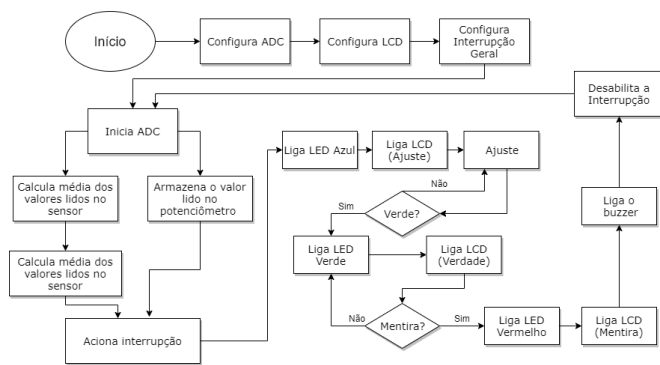 Início
Configura ADC
Configura LCD
Configura
Interrupção
Geral
Desabilita a
Interrupção
Inicia ADC
Liga LED Azul
Liga LCD
(Ajuste)
Ajuste
Calcula média dos
valores lidos no
sensor
Armazena o valor
lido no
potenciômetro
Não
Sim
Verde?
Liga o
buzzer
Calcula média dos
valores lidos no
sensor
Liga LED
Verde
Liga LCD
(Verdade)
Aciona interrupção
Não
Mentira?
Sim
Liga LED
Vermelho
Liga LCD
(Mentira)